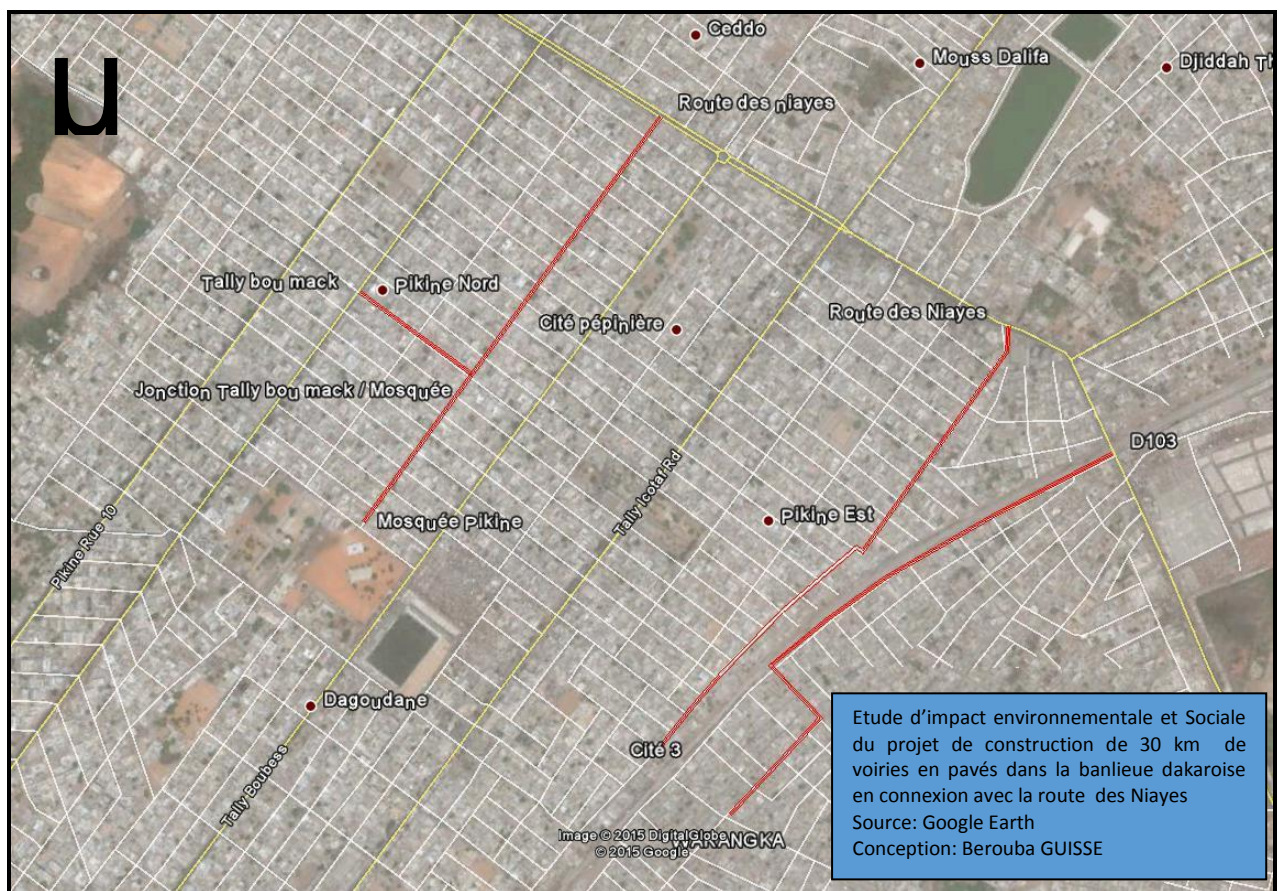 u
Ceddo
Mouss Dalifa
Djiddah Th
Route des niayes
Tally bou mack
Pikine Nord
Cité pépinière
Route des Niayes
Jonction Tally bou mack / Mosquée
D103
Mosquée Pikine
Tally Icotaf Rd
Pikine Est
Pikine Rue 10
Dagoudane
Cité 3
Tally Boubess
Image © 2015 DigitalGlobe
© 2015 Google
WARANGKA
Etude d’impact environnementale et Sociale
du projet de construction de 30 km de
voiries en pavés dans la banlieue dakaroise
en connexion avec la route des Niayes
Source: Google Earth
Conception: Berouba GUISSE